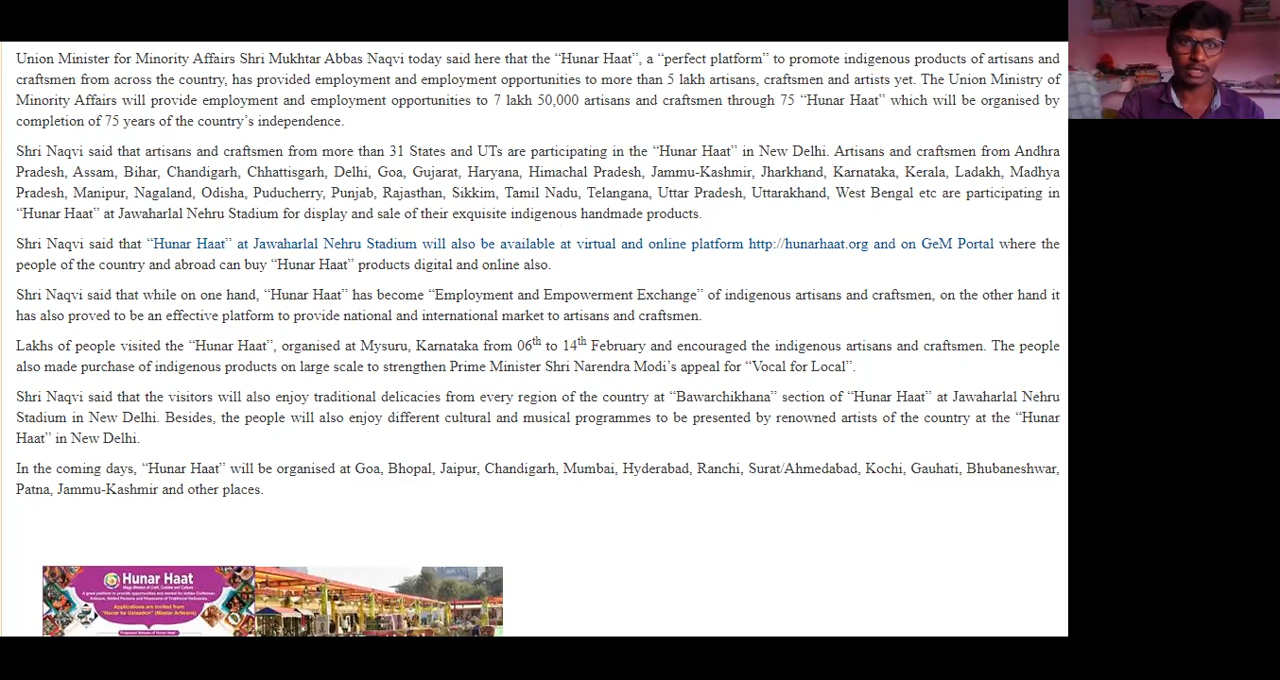 Union Minister for Minority Affairs Shri Mukhtar Abbas Naqvi today said here that the “Hunar Haat”, a “perfect platform” to promote indigenous products of artisans and
craftsmen from across the country, has provided employment and employment opportunities to more than 5 lakh artisans, craftsmen and artists yet. The Union Ministry of
Minority Affairs will provide employment and employment opportunities to 7 lakh 50,000 artisans and craftsmen through 75 “Hunar Haat” which will be organised by
completion of 75 years of the country’s independence.
Shri Naqvi said that artisans and craftsmen from more than 31 States and UTs are participating in the “Hunar Haat” in New Delhi. Artisans and craftsmen from Andhra
Pradesh, Assam, Bihar, Chandigarh, Chhattisgarh, Delhi, Goa, Gujarat, Haryana, Himachal Pradesh, Jammu-Kashmir, Jharkhand, Karnataka, Kerala, Ladakh, Madhya
Pradesh, Manipur, Nagaland, Odisha, Puducherry, Punjab, Rajasthan, Sikkim, Tamil Nadu, Telangana, Uttar Pradesh, Uttarakhand, West Bengal etc are participating in
“Hunar Haat” at Jawaharlal Nehru Stadium for display and sale of their exquisite indigenous handmade products.
Shri Naqvi said that “Hunar Haat” at Jawaharlal Nehru Stadium will also be available at virtual and online platform http://hunarhaat.org and on GeM Portal where the
people of the country and abroad can buy “Hunar Haat” products digital and online also.
Shri Naqvi said that while on one hand, “Hunar Haat” has become “Employment and Empowerment Exchange” of indigenous artisans and craftsmen, on the other hand it
has also proved to be an effective platform to provide national and international market to artisans and craftsmen.
Lakhs of people visited the “Hunar Haat”, organised at Mysuru, Karnataka from 06th to 14th February and encouraged the indigenous artisans and craftsmen. The people
also made purchase of indigenous products on large scale to strengthen Prime Minister Shri Narendra Modi’s appeal for “Vocal for Local”.
Shri Naqvi said that the visitors will also enjoy traditional delicacies from every region of the country at “Bawarchikhana” section of “Hunar Haat” at Jawaharlal Nehru
Stadium in New Delhi. Besides, the people will also enjoy different cultural and musical programmes to be presented by renowned artists of the country at the “Hunar
Haat” in New Delhi.
In the coming days, “Hunar Haat” will be organised at Goa, Bhopal, Jaipur, Chandigarh, Mumbai, Hyderabad, Ranchi, Surat/Ahmedabad, Kochi, Gauhati, Bhubaneshwar,
Patna, Jammu-Kashmir and other places.
Hunar Haat
Applications are invited from